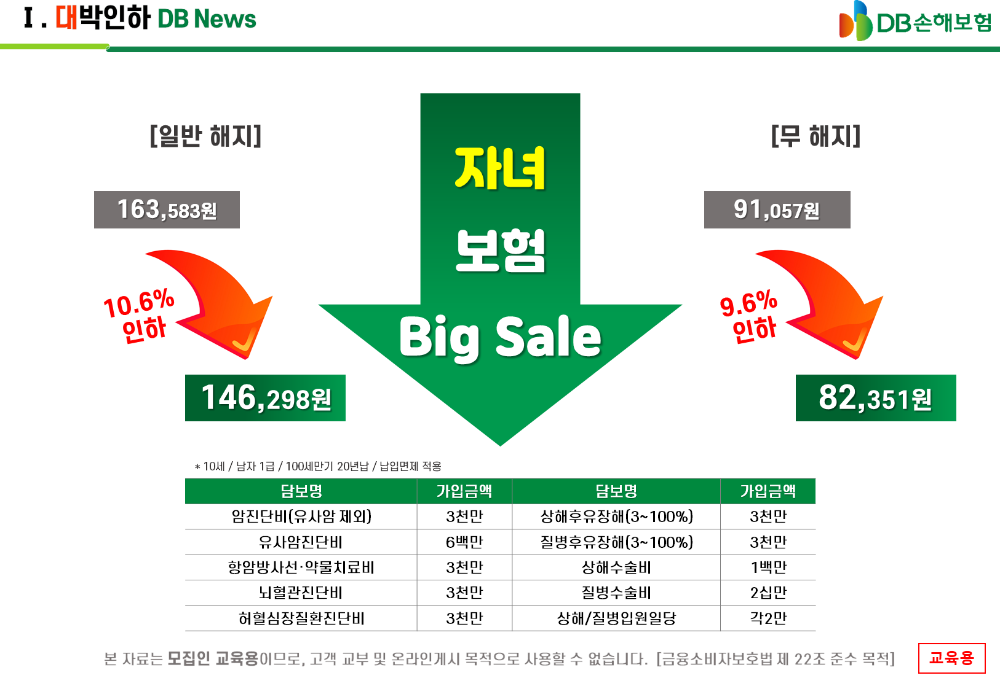 Ⅰ. 대박인하 DB News
DB손해보험
[일반 해지]
163,583원
10.6%
인하
146,298원
자녀
보험
Big Sale
[무 해지]
91,057원
9.6%
인하
82,351원
* 10세 / 남자 1급 / 100세만기 20년납 / 납입면제 적용
담보명 가입금액 담보명 가입금액
암진단비(유사암 제외) 3천만 상해후유장해(3~100%) 3천만
유사암진단비 6백만 질병후유장해(3~100%) 3천만
항암방사선·약물치료비 3천만 상해수술비 1백만
뇌혈관진단비 3천만 질병수술비 2십만
허혈심장질환진단비 3천만 상해/질병입원일당 각2만
본 자료는 모집인 교육용이므로, 고객 교부 및 온라인게시 목적으로 사용할 수 없습니다. [금융소비자보호법 제 22조 준수 목적]
교육용